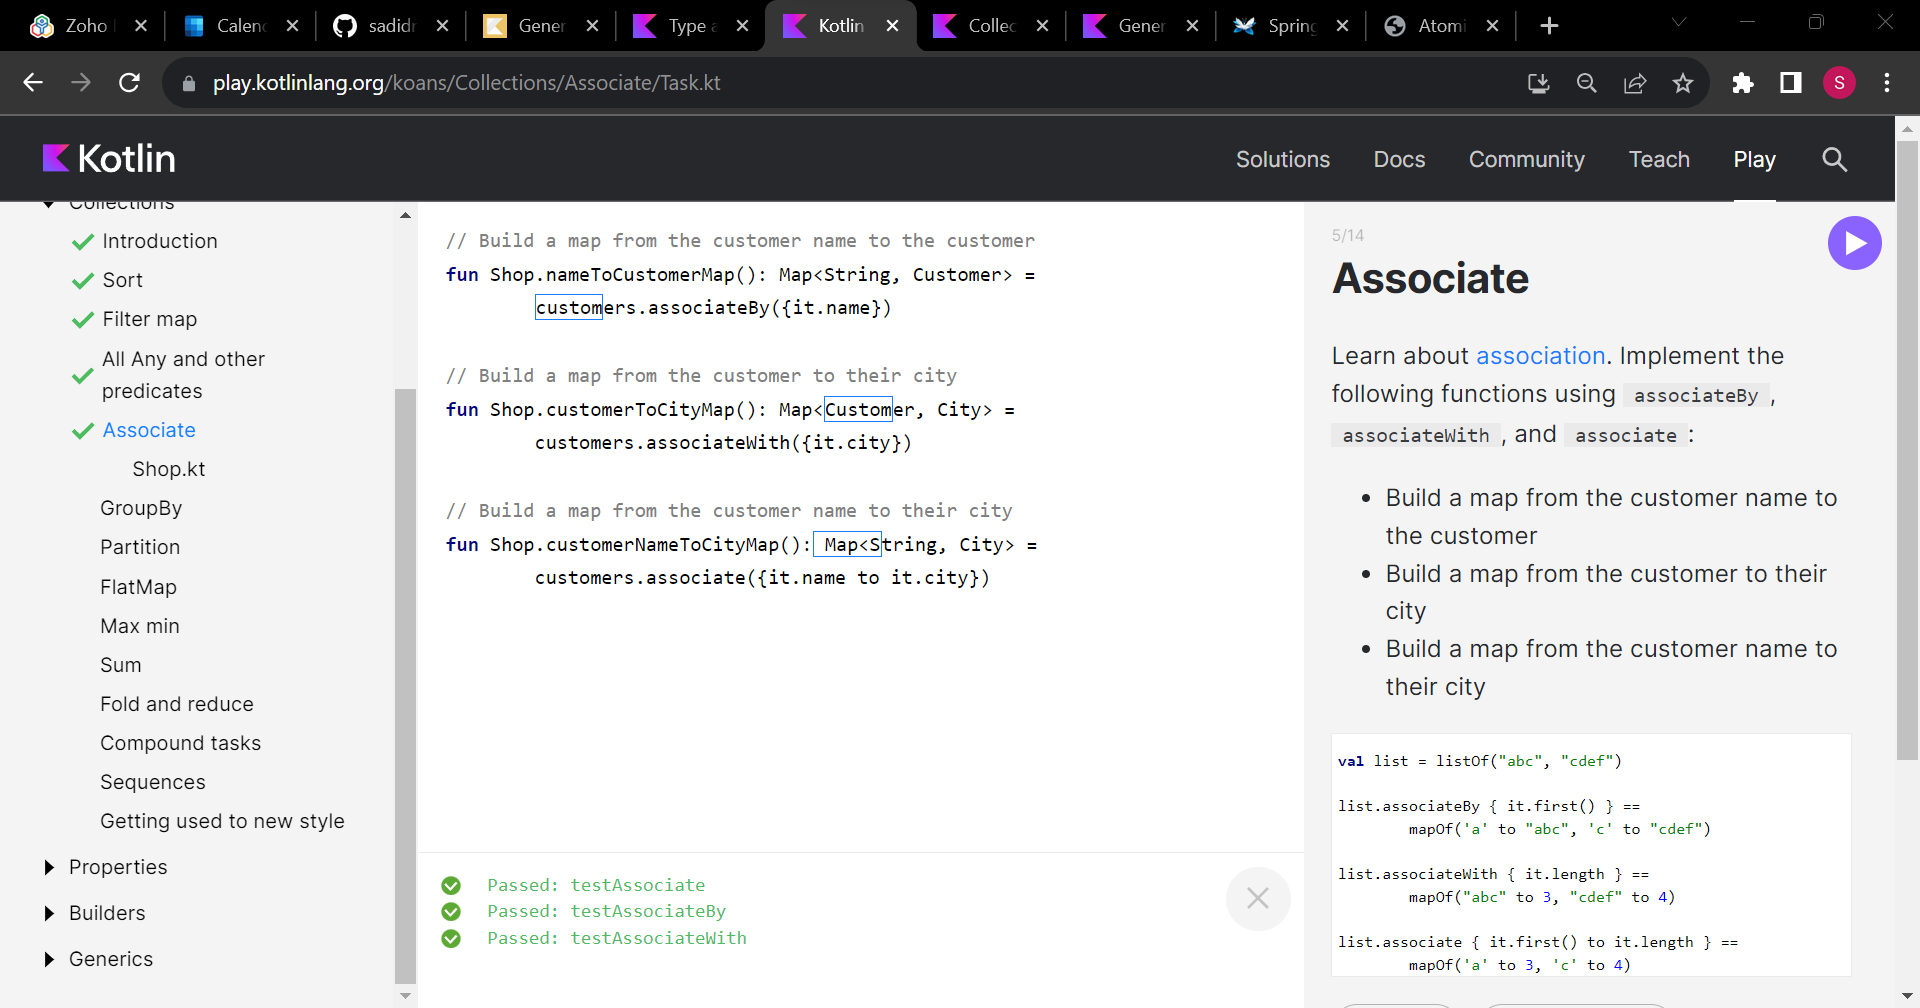 Zoho
Calenc
sadidr
Gener
Type a
Kotlin
Collec
Gener
Spring
Atomi
play.kotlinlang.org/koans/Collections/Associate/Task.kt
S
Kotlin
Solutions
Docs
Community
Teach
Play
Collections
Introduction
Sort
Filter map
All Any and other
predicates
Associate
Shop.kt
GroupBy
Partition
FlatMap
Max min
Sum
Fold and reduce
Compound tasks
Sequences
Getting used to new style
Properties
Builders
Generics
// Build a map from the customer name to the customer
fun Shop.nameToCustomerMap(): Map<String, Customer> =
customers.associateBy({it.name})
// Build a map from the customer to their city
fun Shop.customerToCityMap(): Map<Customer, City> =
customers.associateWith({it.city})
// Build a map from the customer name to their city
fun Shop.customerNameToCityMap(): Map<String, City> =
customers.associate({it.name to it.city})
Passed: testAssociate
Passed: testAssociateBy
Passed: testAssociateWith
5/14
Associate
Learn about association. Implement the
following functions using associateBy ,
associateWith , and associate :
• Build a map from the customer name to
the customer
• Build a map from the customer to their
city
• Build a map from the customer name to
their city
val list = listOf("abc", "cdef")
list.associateBy { it.first() } ==
mapOf('a' to "abc", 'c' to "cdef")
list.associateWith { it.length } ==
mapOf("abc" to 3, "cdef" to 4)
list.associate { it.first() to it.length } ==
mapOf('a' to 3, 'c' to 4)